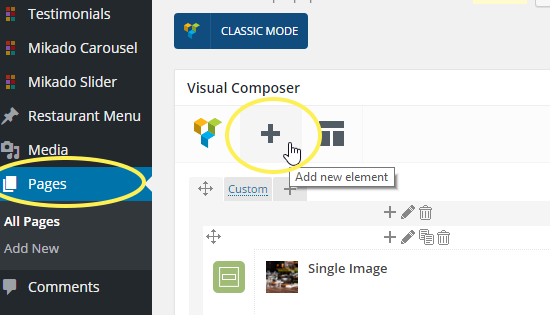 Testimonials
Mikado Carousel
Mikado Slider
Restaurant Menu
Media
Pages
All Pages
Add New
Comments
CLASSIC MODE
Visual Composer
Add new element
Custom
Single Image